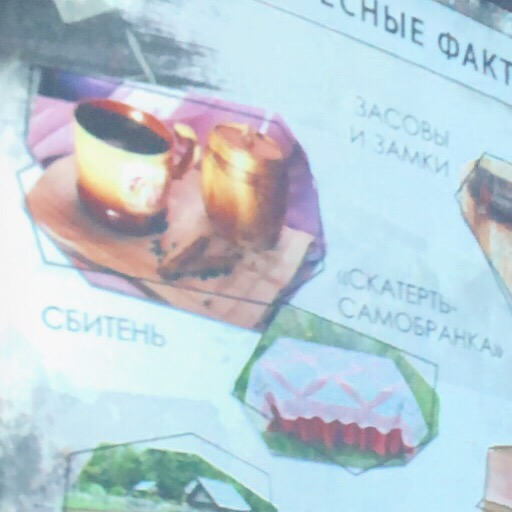 ЕСНЫЕ ФАКТ
ЗАСОВЫ
И ЗАМКИ
«СКАТЕРТЬ-
САМОБРАНКА»
СБИТЕНЬ